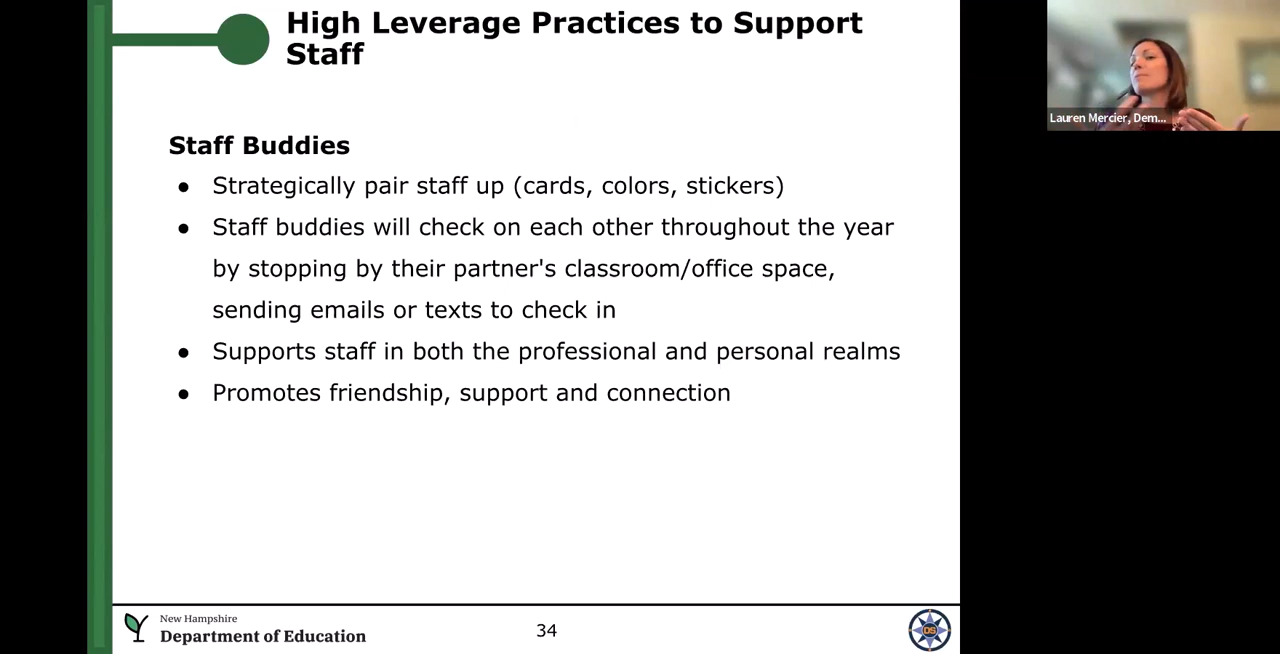 High Leverage Practices to Support
Staff
Lauren Mercier, Dem...
Staff Buddies
● Strategically pair staff up (cards, colors, stickers)
● Staff buddies will check on each other throughout the year
by stopping by their partner's classroom/office space,
sending emails or texts to check in
● Supports staff in both the professional and personal realms
● Promotes friendship, support and connection
New Hampshire
Department of Education
34
DS